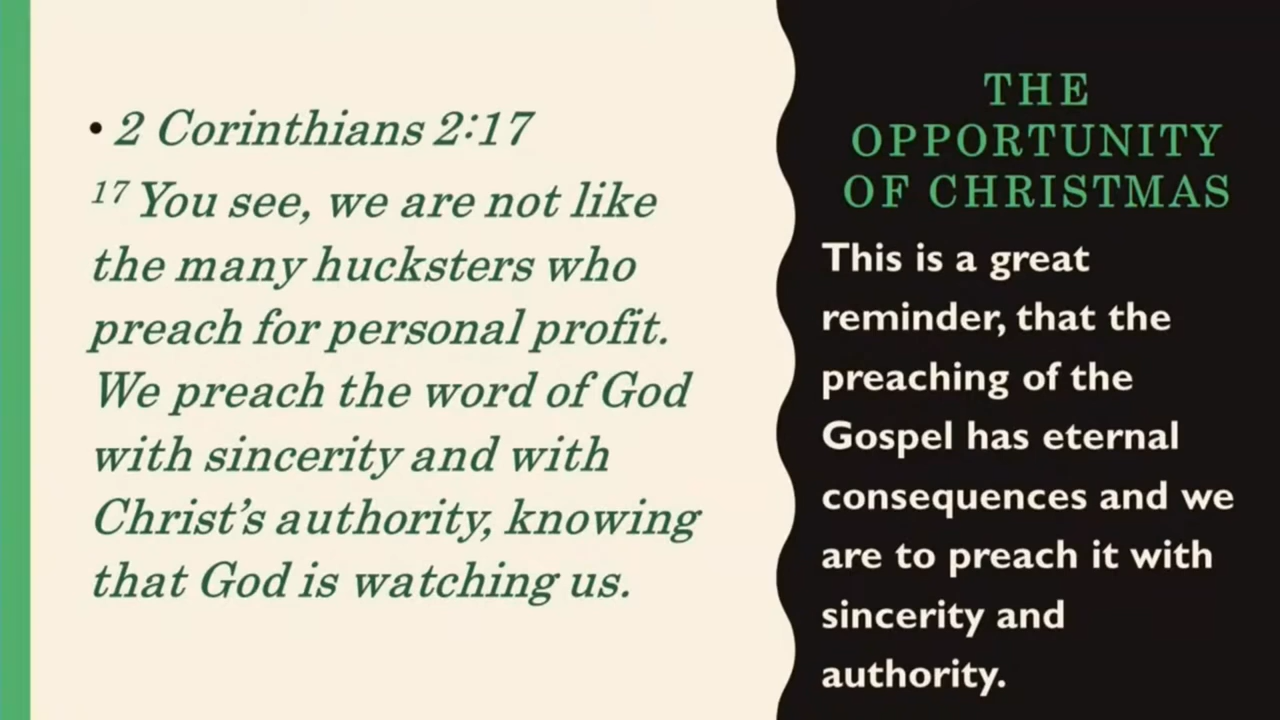 • 2 Corinthians 2:17
17 You see, we are not like
the many hucksters who
preach for personal profit.
We preach the word of God
with sincerity and with
Christ’s authority, knowing
that God is watching us.
THE
OPPORTUNITY
OF CHRISTMAS
This is a great
reminder, that the
preaching of the
Gospel has eternal
consequences and we
are to preach it with
sincerity and
authority.